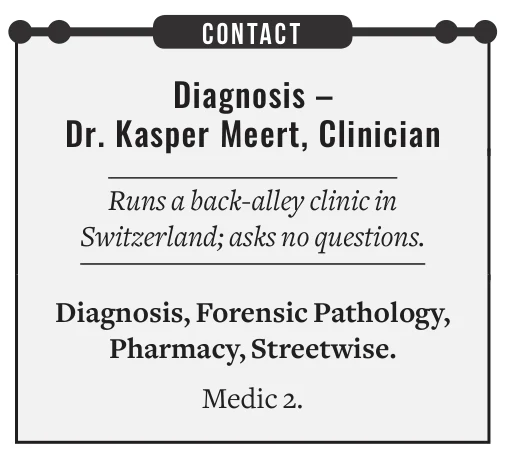 CONTACT
Diagnosis –
Dr. Kasper Meert, Clinician
Runs a back-alley clinic in
Switzerland; asks no questions.
Diagnosis, Forensic Pathology,
Pharmacy, Streetwise.
Medic 2.